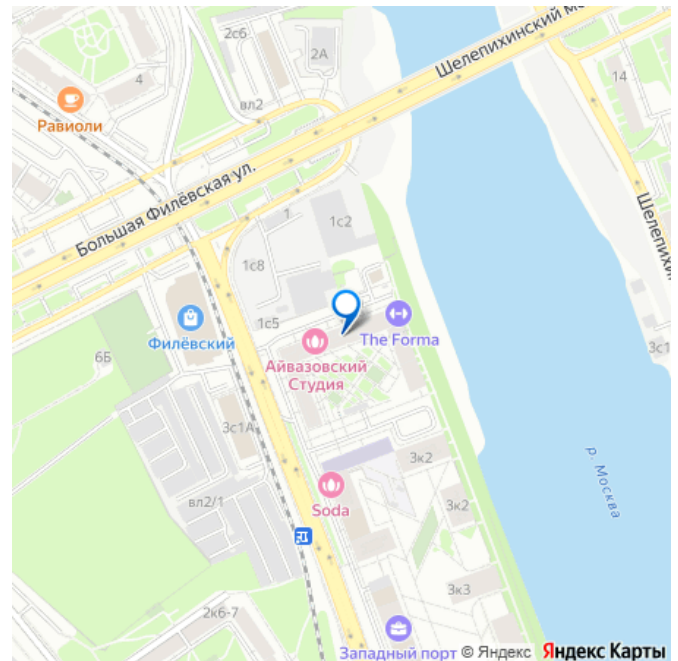 2с6
2А
Шелепихинский мо
4
вл2
14
Равиоли
Большая Филёвская ул.
1
1с2
Шелепихин
1с8
1с5
Филёвский
The Forma
6Б
Айвазовский
Студия
3с1
3с1А
3к2
р. Москва
вл2/1
Soda
3к2
3к3
2к6-7
Западный порт
© Яндекс Яндекс Карты